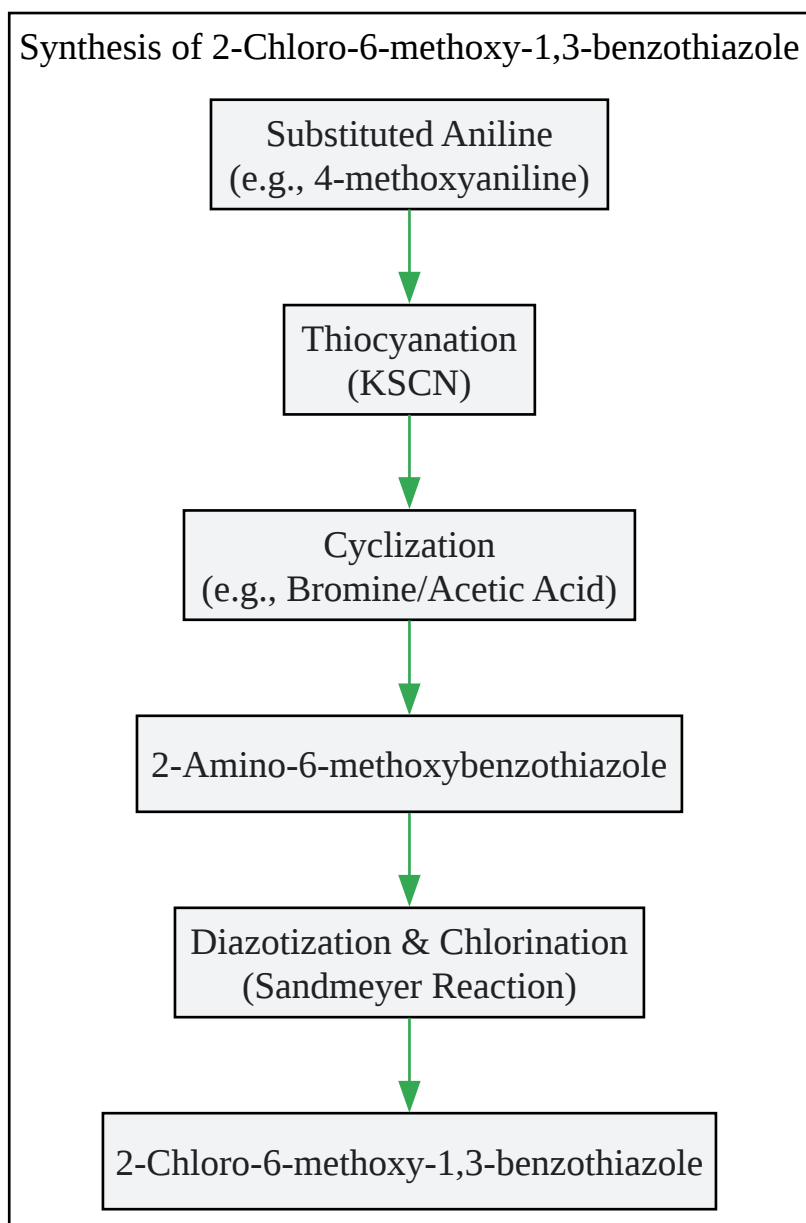 Synthesis of 2-Chloro-6-methoxy-1,3-benzothiazole
Substituted Aniline
(e.g., 4-methoxyaniline)
Thiocyanation
(KSCN)
Cyclization
(e.g., Bromine/Acetic Acid)
2-Amino-6-methoxybenzothiazole
Diazotization & Chlorination
(Sandmeyer Reaction)
2-Chloro-6-methoxy-1,3-benzothiazole